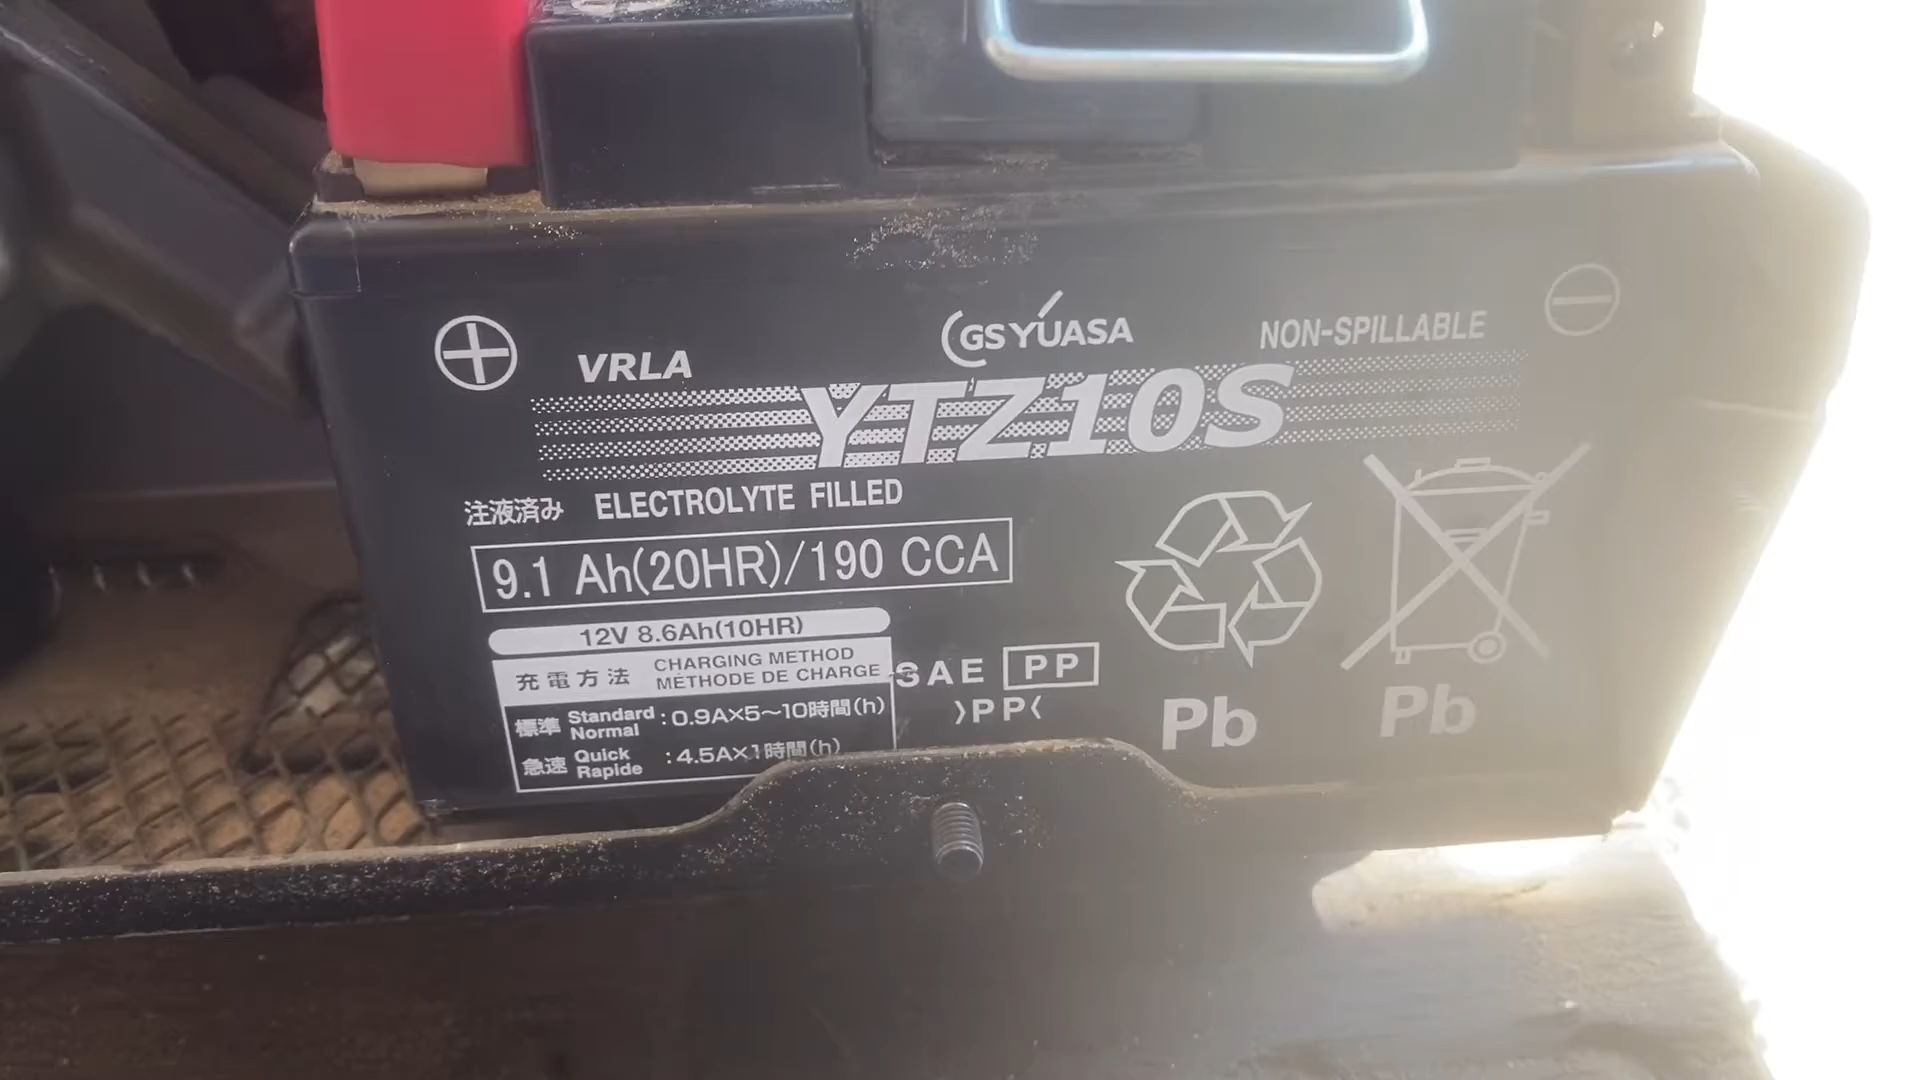 GS YUASA
VRLA
NON-SPILLABLE
YTZ10S
注液済み ELECTROLYTE FILLED
9.1 Ah(20HR)/190 CCA
12V 8.6Ah(10HR)
充電方法 CHARGING METHOD
MÉTHODE DE CHARGE
標準 Standard
Normal : 0.9A×5~10時間(h)
急速 Quick
Rapide : 4.5A×1時間(h)
SAE PP
>PP<
Pb
Pb